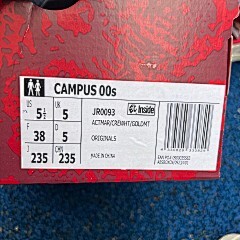 CAMPUS 00s
US 5½ UK 5
JR0093
Inside
ACTMAR/CREWHT/GOLDMT
F 38 D 5
ORIGINALS
J 235 CHN 235
MADE IN CHINA